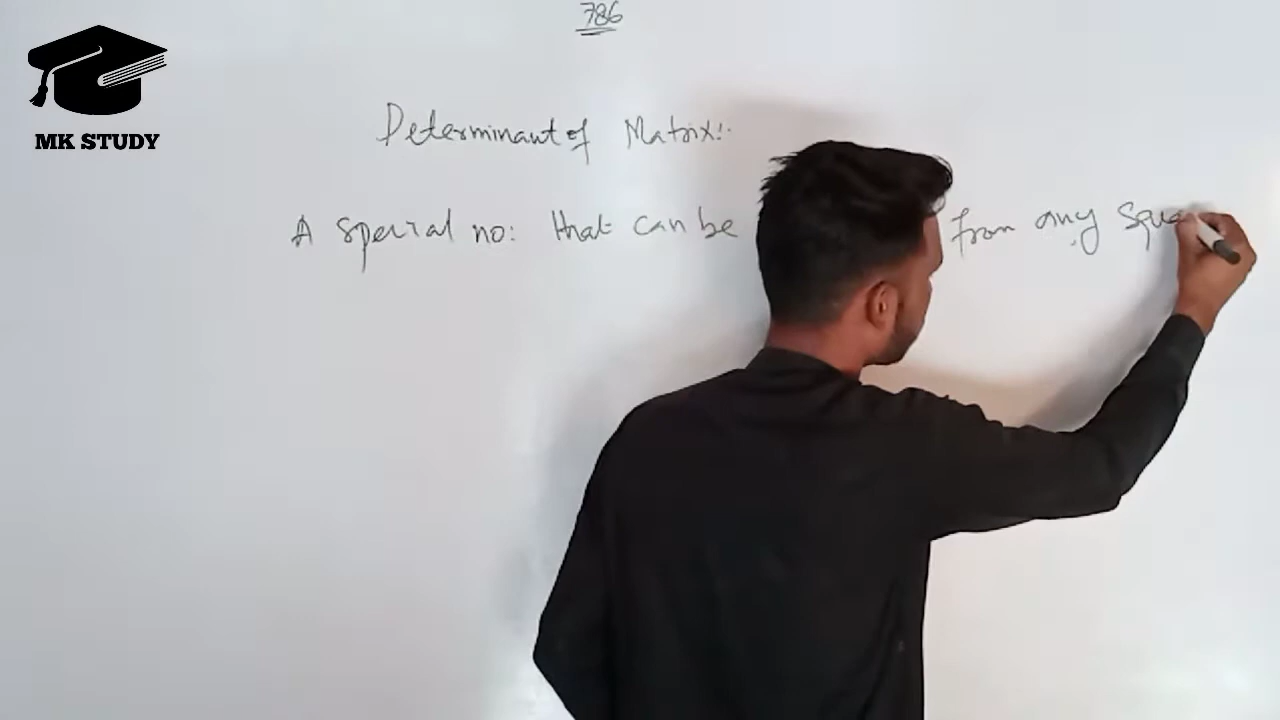 786
MK STUDY
Determinant of Matrix:-
A special no: that can be from any Squa